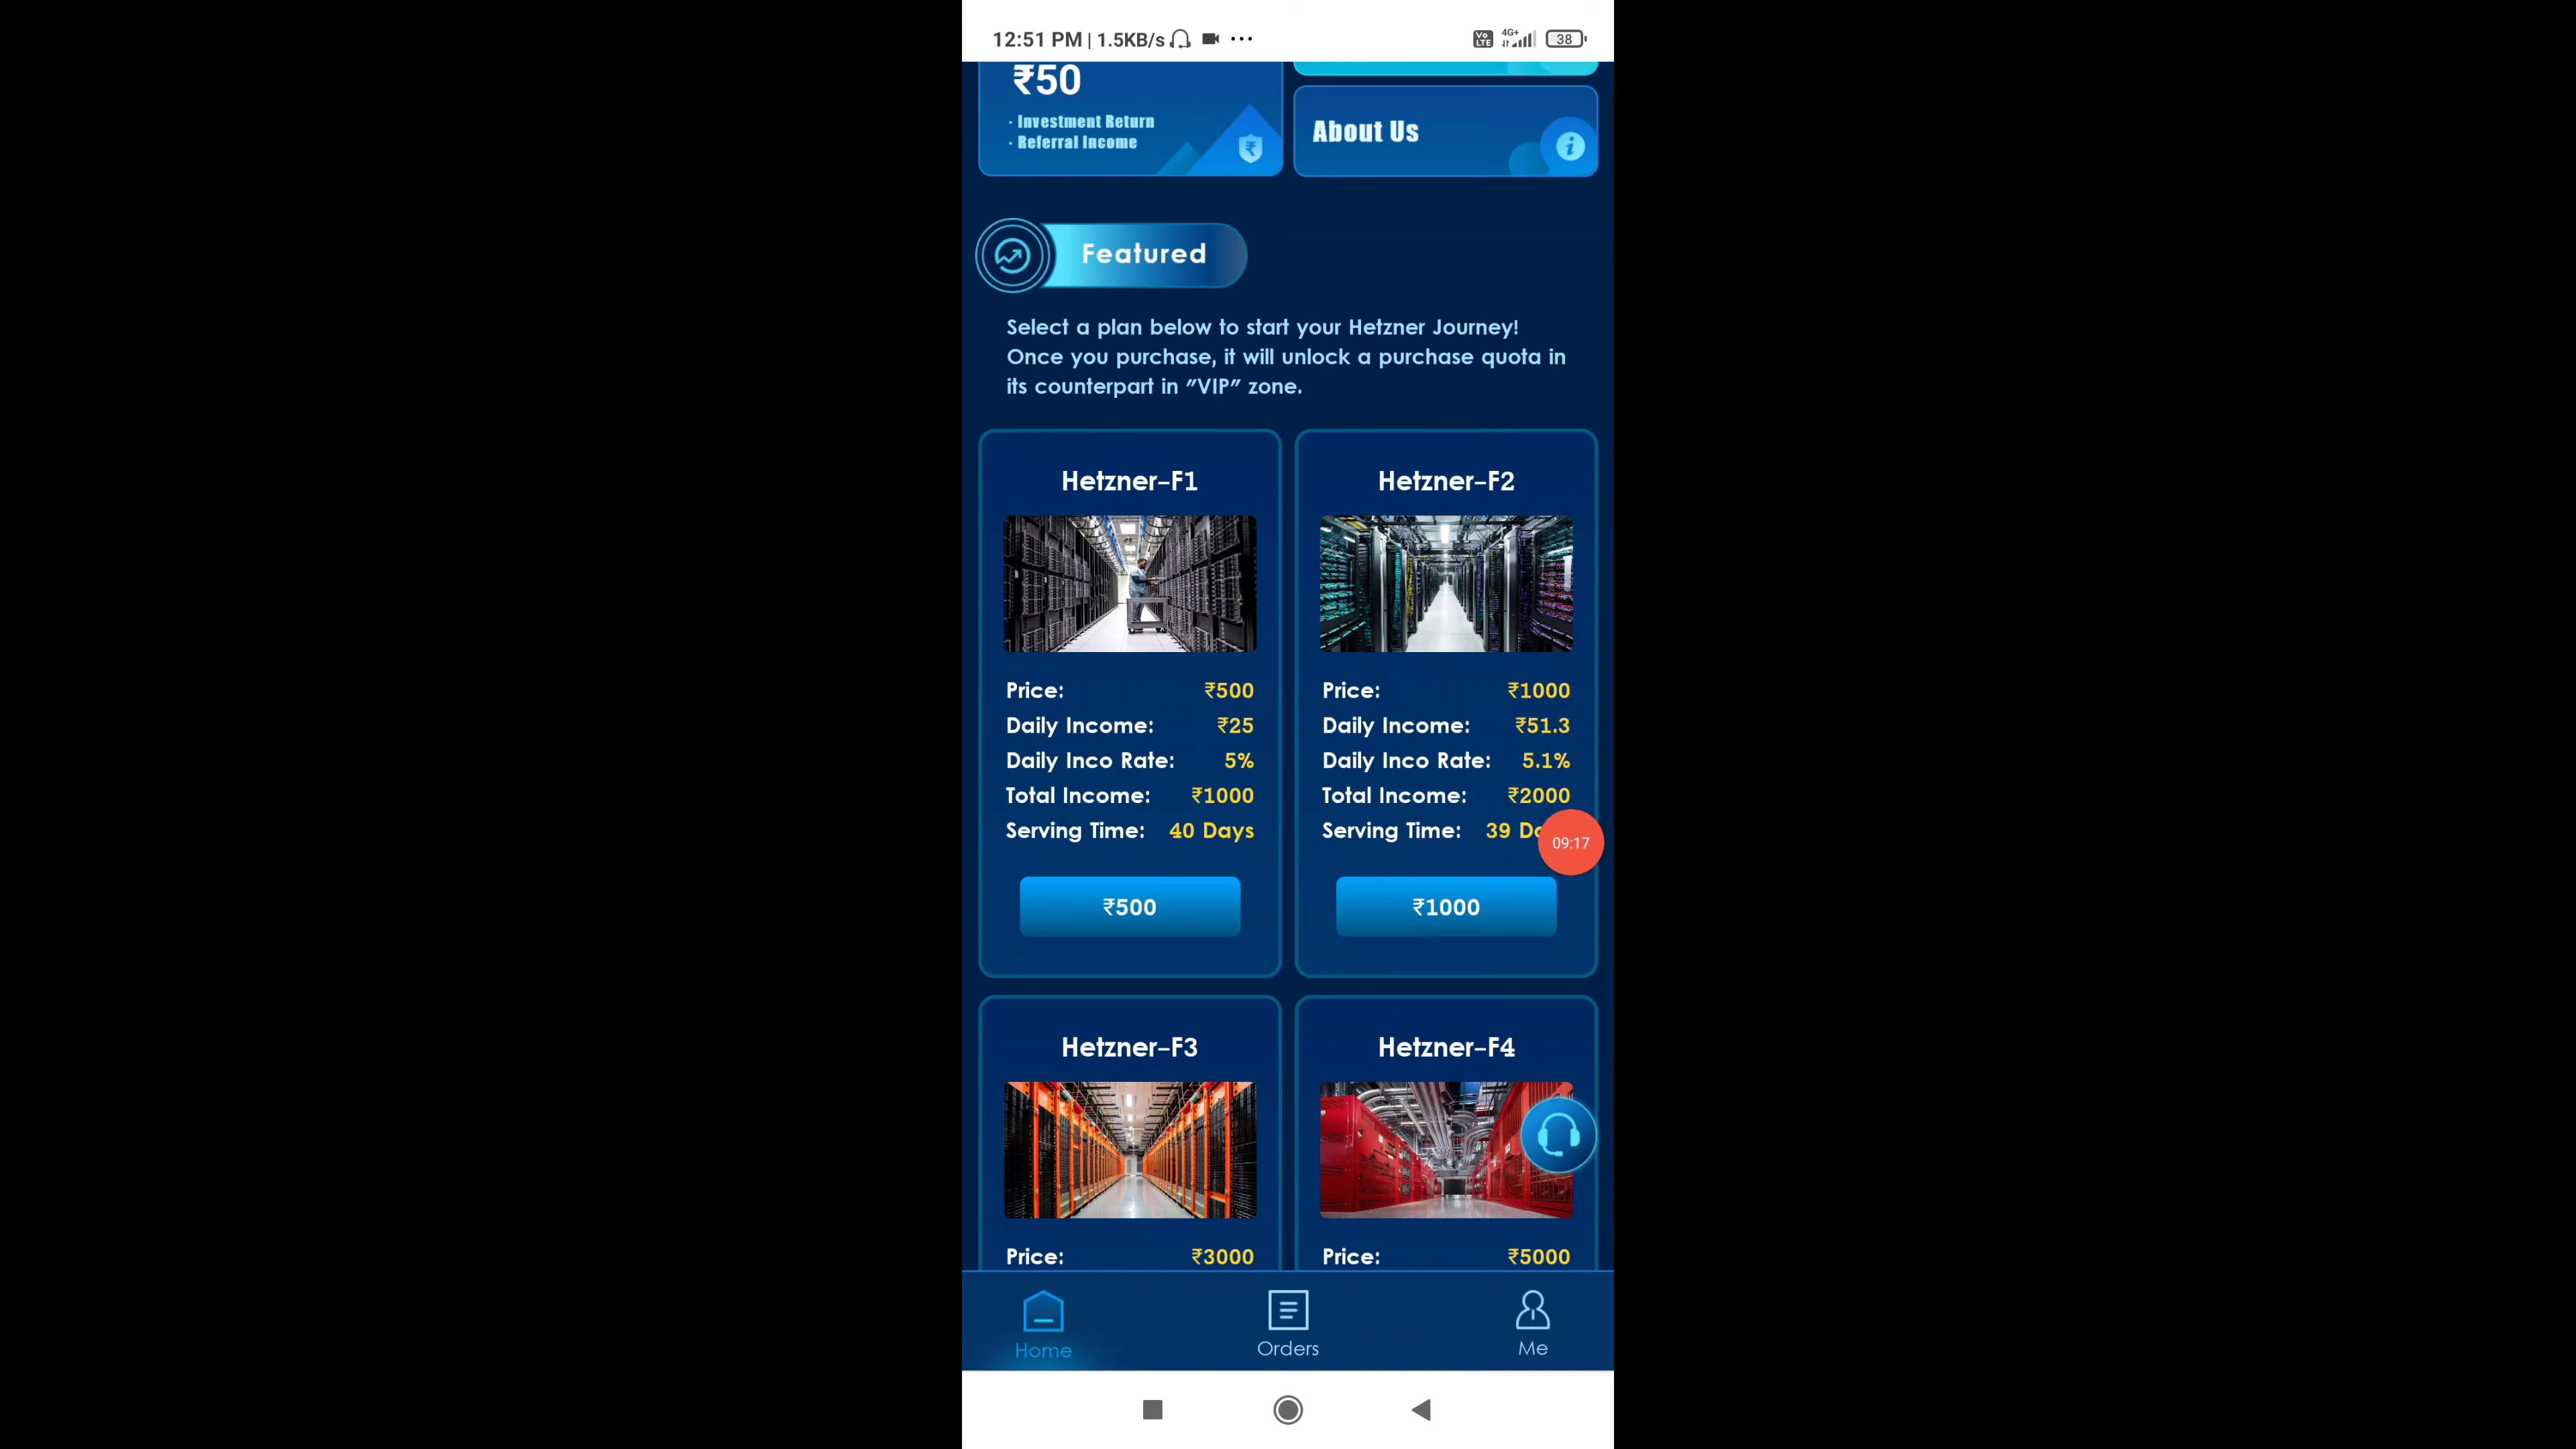 12:51 PM | 1.5KB/s
Vo LTE 4G+ 38
₹50
· Investment Return
· Referral Income
About Us
Featured
Select a plan below to start your Hetzner Journey!
Once you purchase, it will unlock a purchase quota in
its counterpart in "VIP" zone.
Hetzner-F1
Price: ₹500
Daily Income: ₹25
Daily Inco Rate: 5%
Total Income: ₹1000
Serving Time: 40 Days
₹500
Hetzner-F2
Price: ₹1000
Daily Income: ₹51.3
Daily Inco Rate: 5.1%
Total Income: ₹2000
Serving Time: 39
09:17
₹1000
Hetzner-F3
Price: ₹3000
Hetzner-F4
Price: ₹5000
Home
Orders
Me